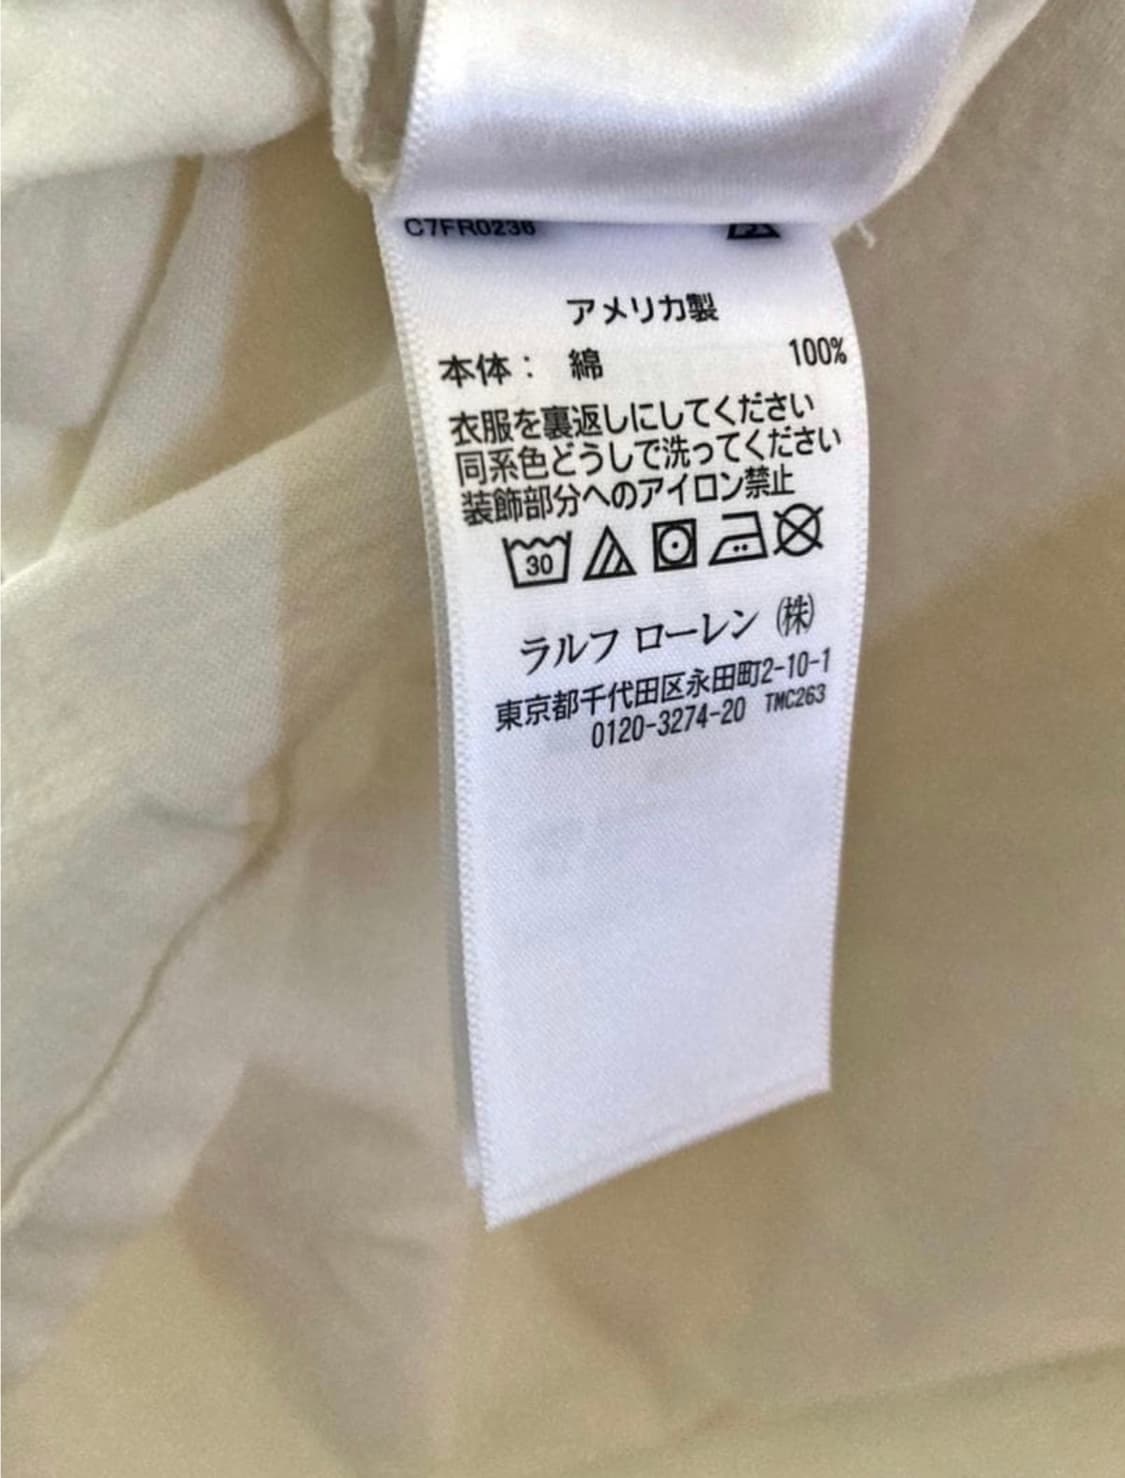 C7FR0236
アメリカ製
本体： 綿 100%
衣服を裏返しにしてください
同系色どうしで洗ってください
装飾部分へのアイロン禁止
30
ラルフ ローレン ㈱
東京都千代田区永田町2-10-1
0120-3274-20 TMC263